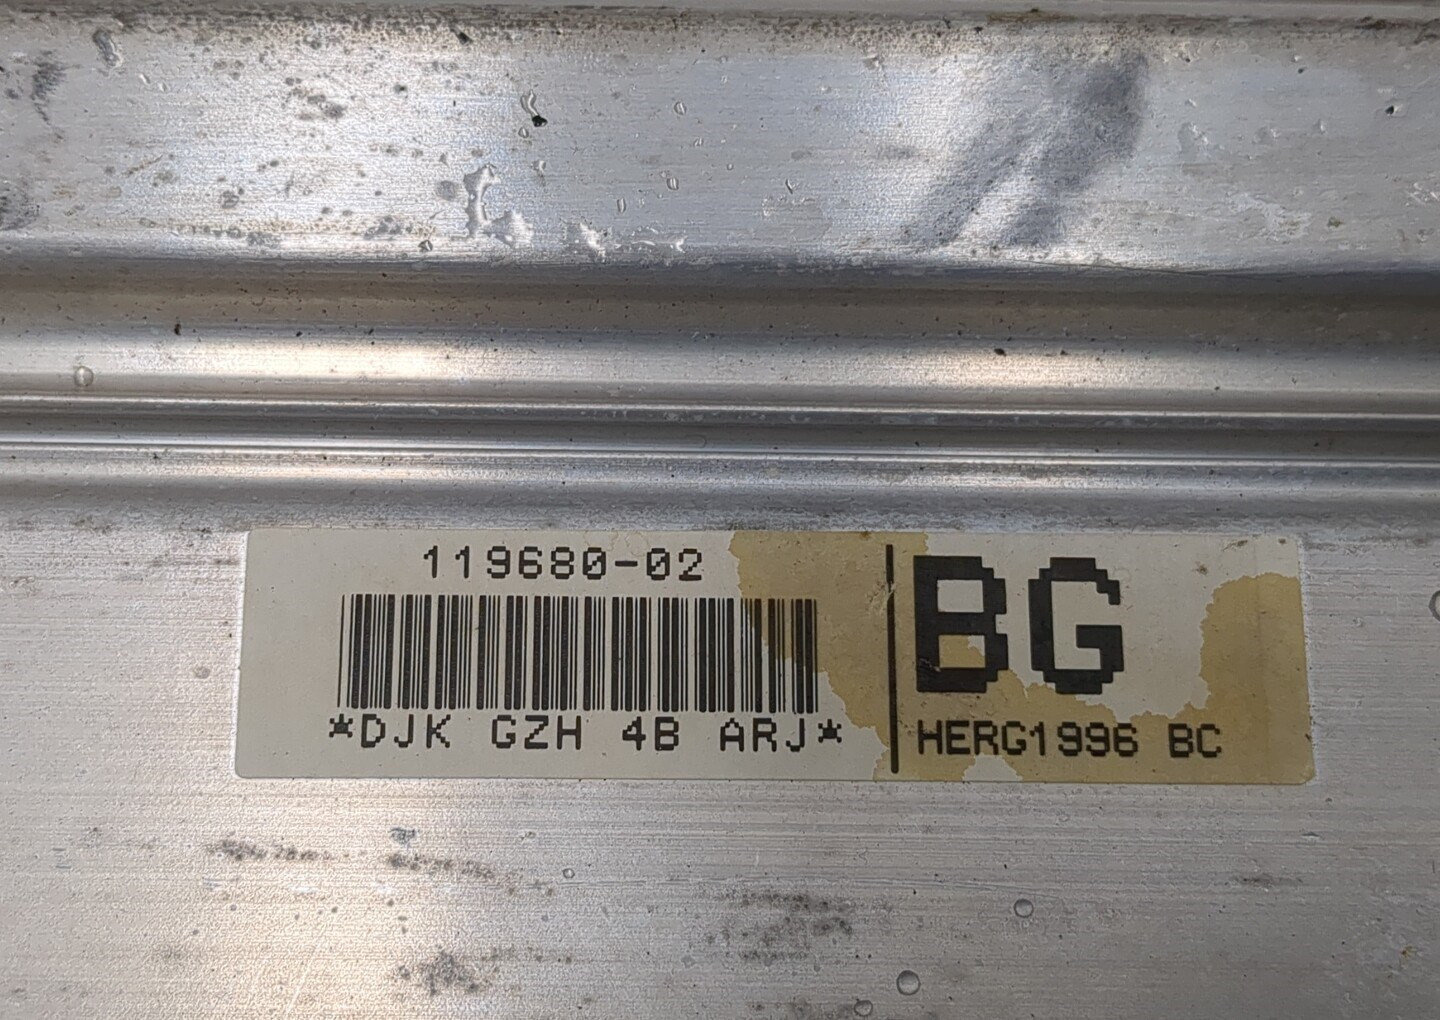 119680-02
*DJK GZH 4B ARJ*
BG
HERG1996 BC